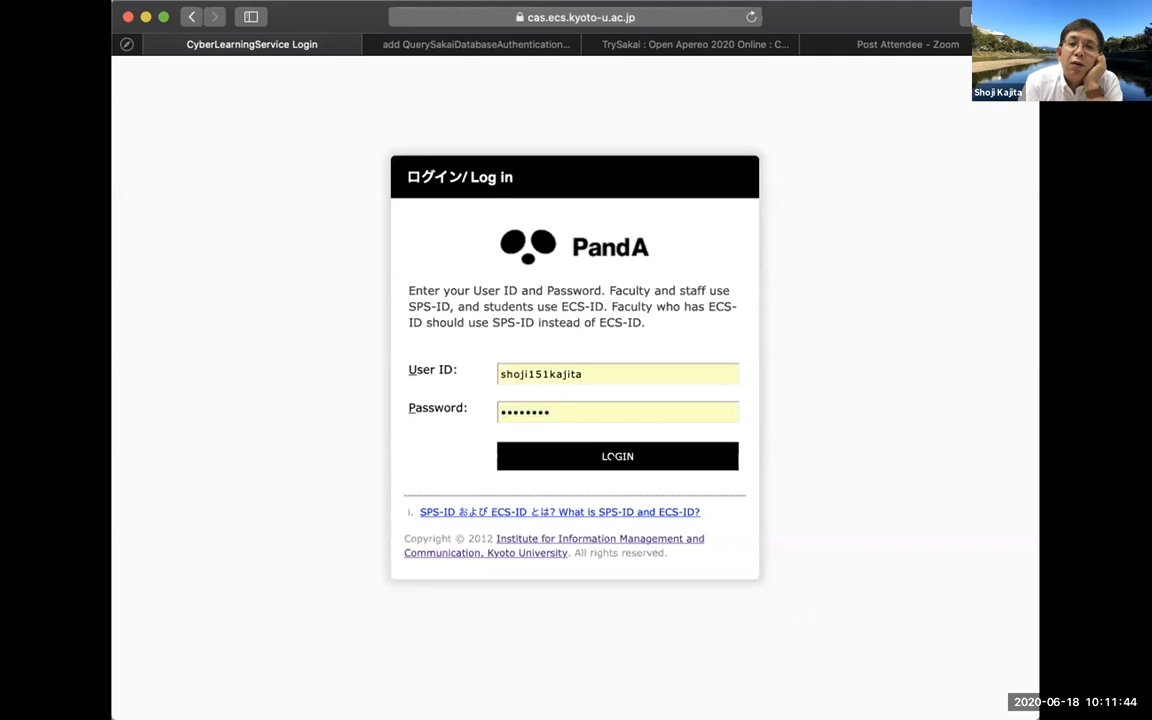 cas.ecs.kyoto-u.ac.jp
CyberLearningService Login
add QuerySakaiDatabaseAuthentication...
TrySakai : Open Apereo 2020 Online : C...
Post Attendee - Zoom
Shoji Kajita
ログイン/ Log in
PandA
Enter your User ID and Password. Faculty and staff use
SPS-ID, and students use ECS-ID. Faculty who has ECS-
ID should use SPS-ID instead of ECS-ID.
User ID:
shoji151kajita
Password:
••••••••
LOGIN
i. SPS-ID および ECS-ID とは? What is SPS-ID and ECS-ID?
Copyright © 2012 Institute for Information Management and
Communication, Kyoto University. All rights reserved.
2020-06-18 10:11:44